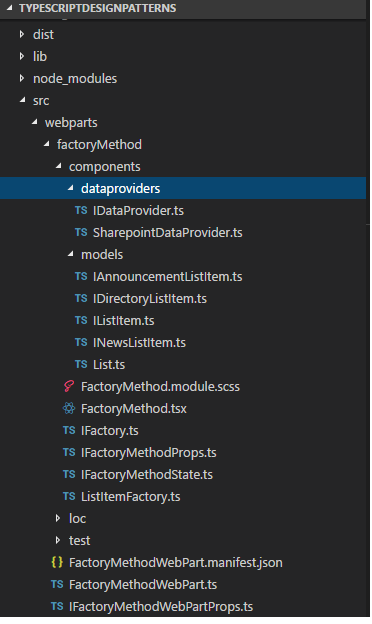 TYPESCRIPTDESIGNPATTERNS
dist
lib
node_modules
src
webparts
factoryMethod
components
dataproviders
TS IDataProvider.ts
TS SharepointDataProvider.ts
models
TS IAnnouncementListItem.ts
TS IDirectoryListItem.ts
TS IListItem.ts
TS INewsListItem.ts
TS List.ts
FactoryMethod.module.scss
FactoryMethod.tsx
TS IFactory.ts
TS IFactoryMethodProps.ts
TS IFactoryMethodState.ts
TS ListItemFactory.ts
loc
test
{ } FactoryMethodWebPart.manifest.json
TS FactoryMethodWebPart.ts
TS IFactoryMethodWebPartProps.ts